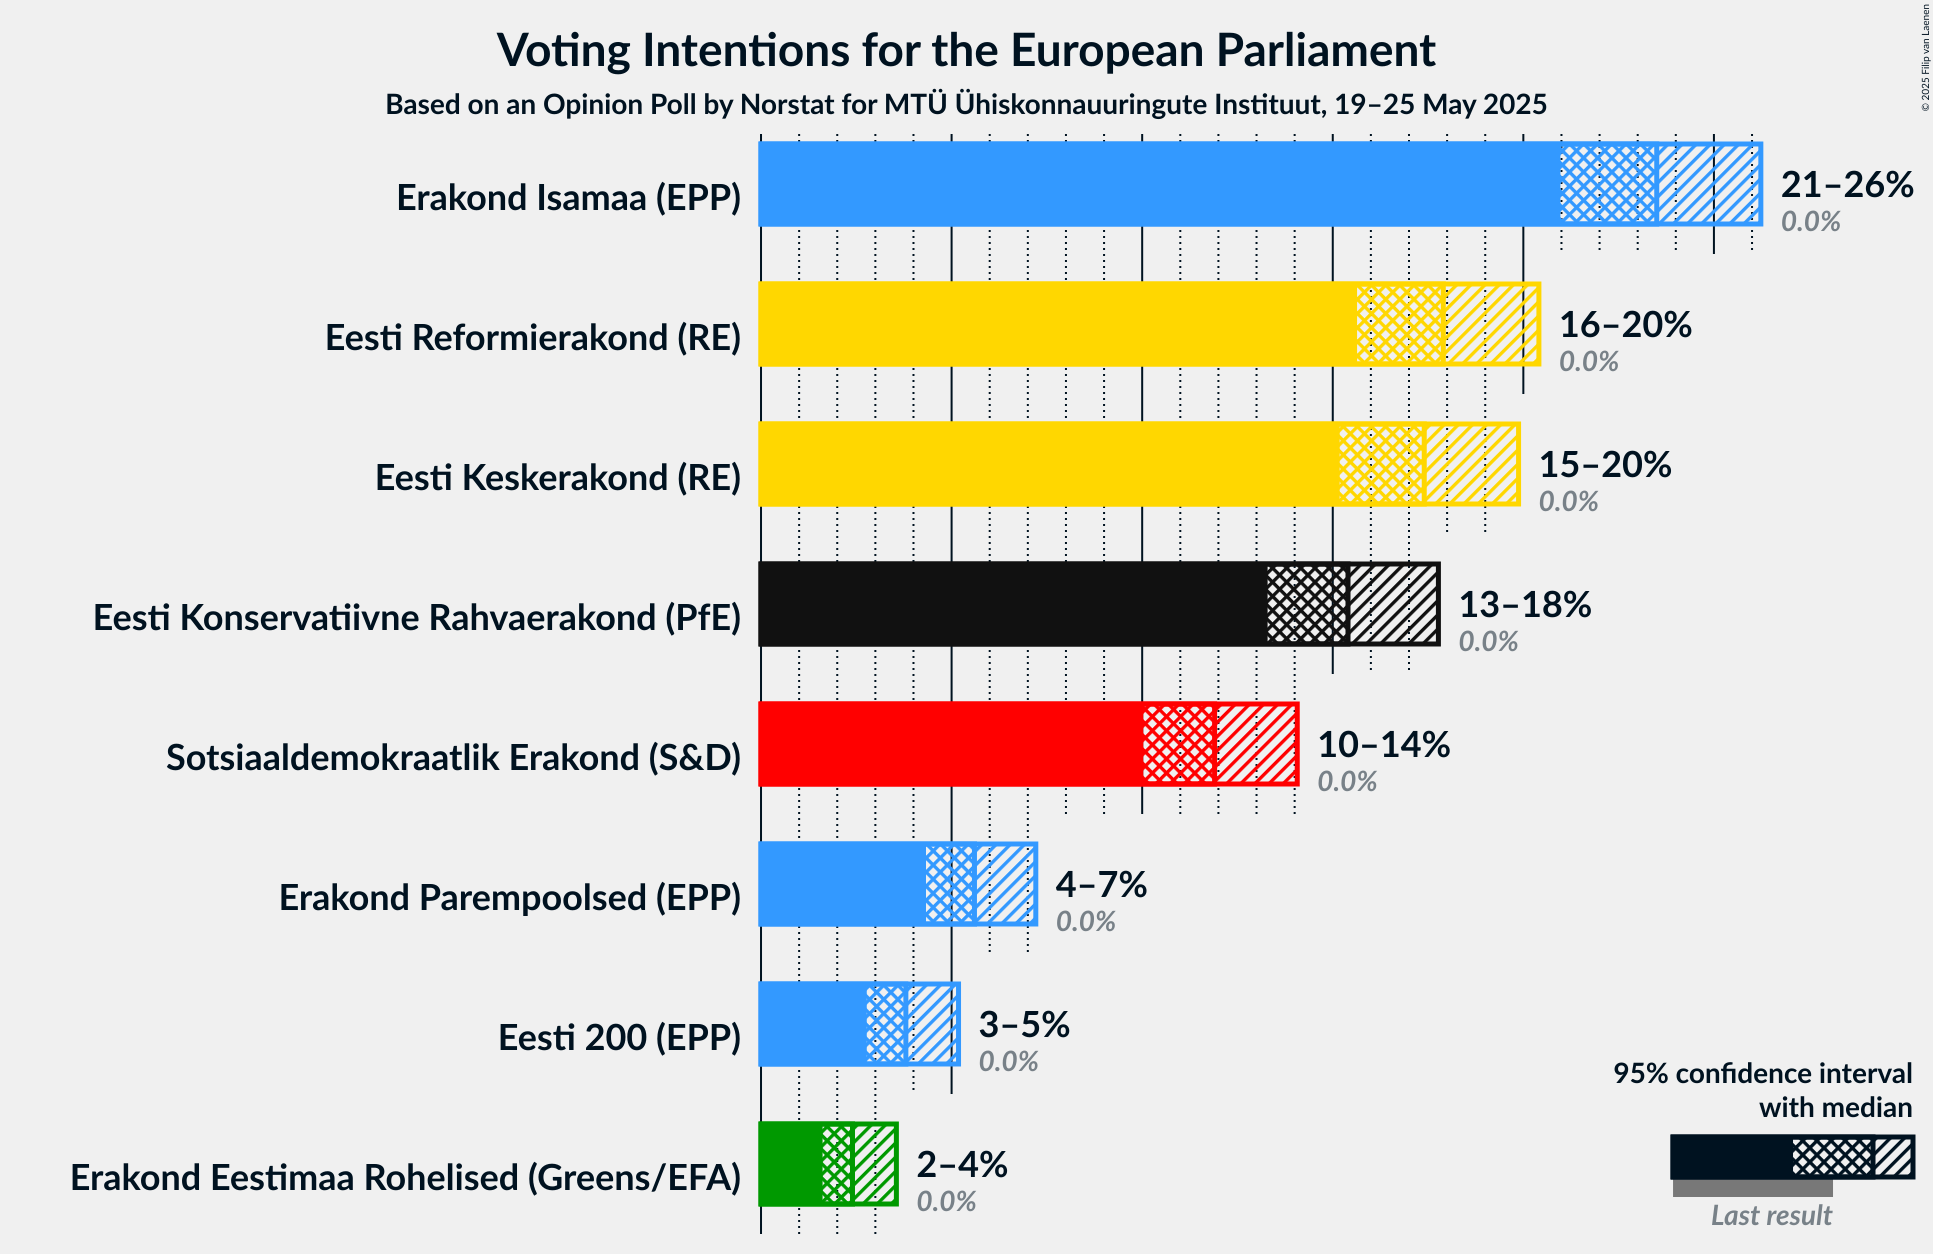 Voting Intentions for the European Parliament
Based on an Opinion Poll by Norstat for MTÜ Ühiskonnauuringute Instituut, 19–25 May 2025
© 2025 Filip van Laenen
Erakond Isamaa (EPP)
21–26%
0.0%
Eesti Reformierakond (RE)
16–20%
0.0%
Eesti Keskerakond (RE)
15–20%
0.0%
Eesti Konservatiivne Rahvaerakond (PfE)
13–18%
0.0%
Sotsiaaldemokraatlik Erakond (S&D)
10–14%
0.0%
Erakond Parempoolsed (EPP)
4–7%
0.0%
Eesti 200 (EPP)
3–5%
0.0%
Erakond Eestimaa Rohelised (Greens/EFA)
2–4%
0.0%
95% confidence interval
with median
Last result